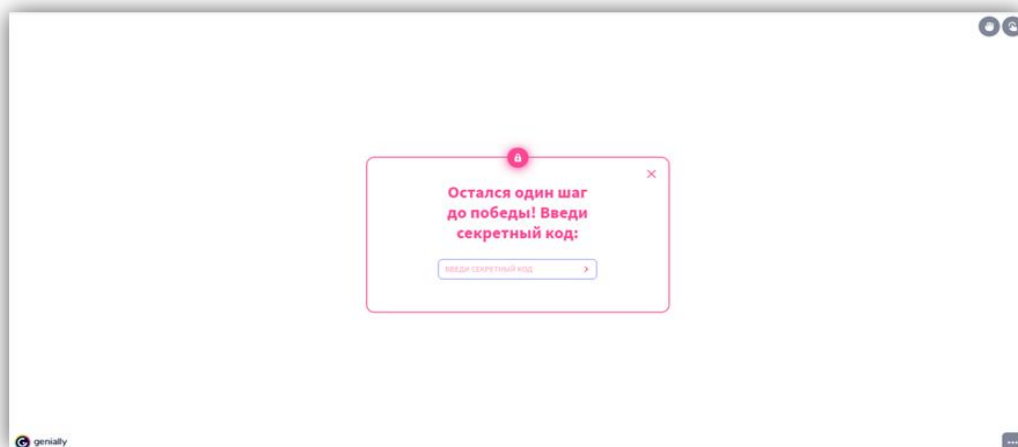 Остался один шаг
до победы! Введи
секретный код:
ВВЕДИ СЕКРЕТНЫЙ КОД
genially